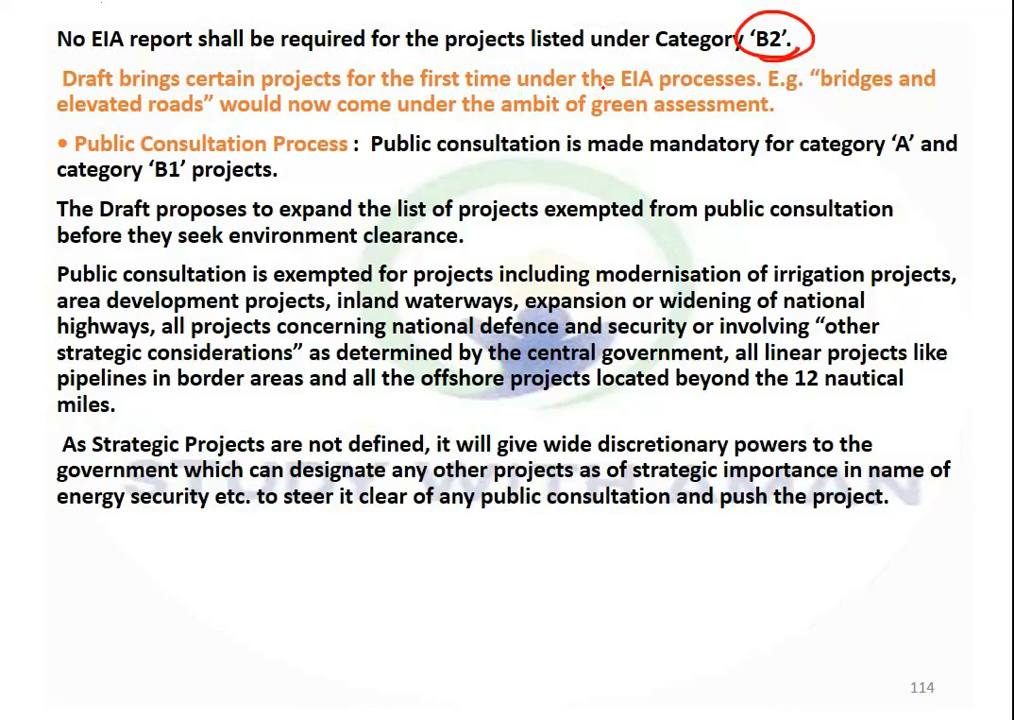 No EIA report shall be required for the projects listed under Category ‘B2’.
Draft brings certain projects for the first time under the EIA processes. E.g. “bridges and
elevated roads” would now come under the ambit of green assessment.
• Public Consultation Process : Public consultation is made mandatory for category ‘A’ and
category ‘B1’ projects.
The Draft proposes to expand the list of projects exempted from public consultation
before they seek environment clearance.
Public consultation is exempted for projects including modernisation of irrigation projects,
area development projects, inland waterways, expansion or widening of national
highways, all projects concerning national defence and security or involving “other
strategic considerations” as determined by the central government, all linear projects like
pipelines in border areas and all the offshore projects located beyond the 12 nautical
miles.
As Strategic Projects are not defined, it will give wide discretionary powers to the
government which can designate any other projects as of strategic importance in name of
energy security etc. to steer it clear of any public consultation and push the project.
STUDY WITH AMAN
114